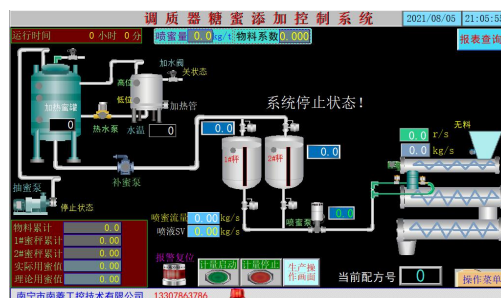 调质器糖蜜添加控制系统
2021/08/05 21:05:5
运行时间 0 小时 0 分
喷蜜量 0.0 kg/t 物料系数 0.000
报表查询
加水阀
关状态
高位
低位
加热蜜罐
0
加热管
热水泵
水温 0
系统停止状态！
无料
0.0 r/s
0.0 kg/s
0.0
1#秤
2#秤
0.0
补蜜泵
抽蜜泵
停止状态
喷蜜流量 0.00 kg/s
喷液SV 0.00 kg/s
喷蜜泵
0.0
物料累计 0.0
1#蜜秤累计 0.00
2#蜜秤累计 0.00
实际用蜜值 0.00
理论用蜜值 0.00
报警复位
计量启动
计量停止
生产操作画面
当前配方号 0
操作菜单
南宁市南菱工控技术有限公司 13307863786